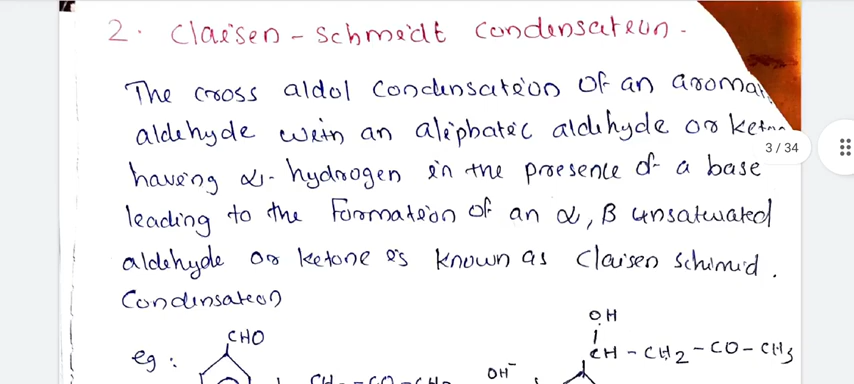 2. Claisen - Schmidt Condensation.
The cross aldol Condensation of an aroma
aldehyde with an aliphatic aldehyde or keton
3 / 34
having α- hydrogen in the presence of a base
leading to the Formation of an α, β unsaturated
aldehyde or ketone is known as Claisen Schimid.
Condensation
OH
CHO
eg :
CH - CH2 - CO - CH3
OH-